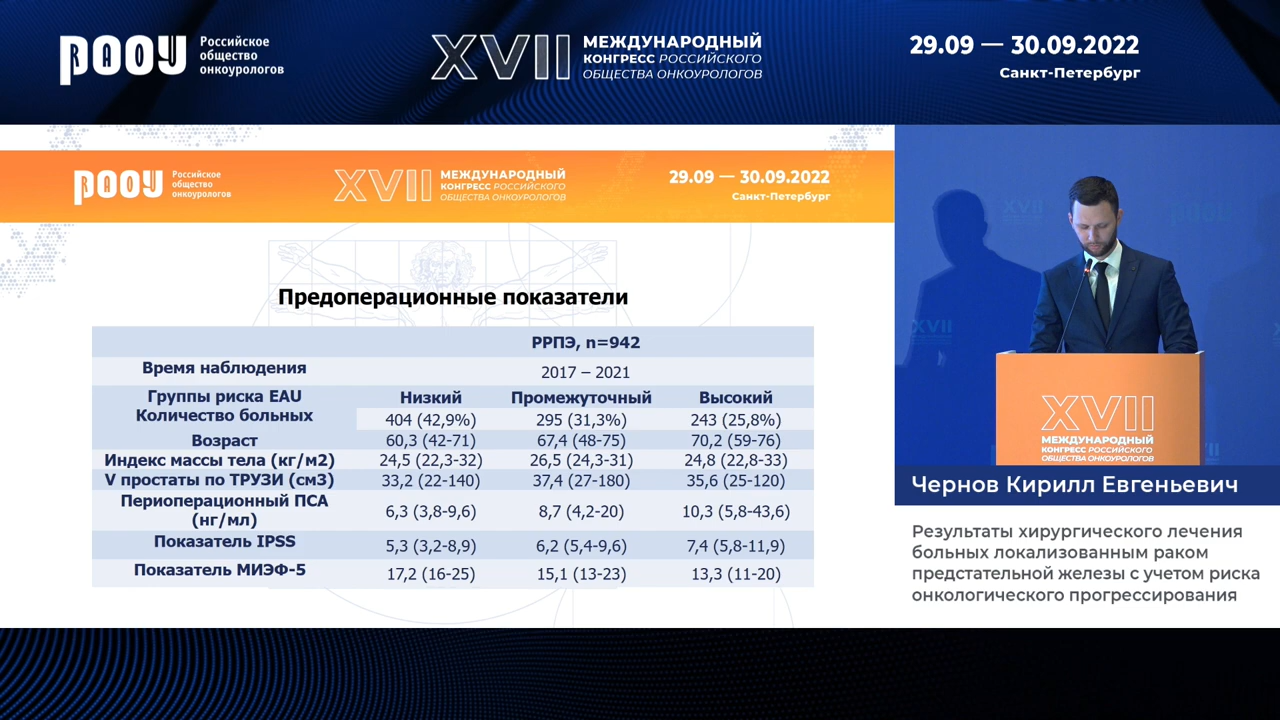 РАОУ
Российское
общество
онкоурологов
XVII
МЕЖДУНАРОДНЫЙ
КОНГРЕСС РОССИЙСКОГО
ОБЩЕСТВА ОНКОУРОЛОГОВ
29.09 — 30.09.2022
Санкт-Петербург
РАОУ
Российское
общество
онкоурологов
XVII
МЕЖДУНАРОДНЫЙ
КОНГРЕСС РОССИЙСКОГО
ОБЩЕСТВА ОНКОУРОЛОГОВ
29.09 — 30.09.2022
Санкт-Петербург
Предоперационные показатели
РРПЭ, n=942
Время наблюдения 2017 – 2021
Группы риска EAU Низкий Промежуточный Высокий
Количество больных 404 (42,9%) 295 (31,3%) 243 (25,8%)
Возраст 60,3 (42-71) 67,4 (48-75) 70,2 (59-76)
Индекс массы тела (кг/м2) 24,5 (22,3-32) 26,5 (24,3-31) 24,8 (22,8-33)
V простаты по ТРУЗИ (см3) 33,2 (22-140) 37,4 (27-180) 35,6 (25-120)
Периоперационный ПСА
(нг/мл) 6,3 (3,8-9,6) 8,7 (4,2-20) 10,3 (5,8-43,6)
Показатель IPSS 5,3 (3,2-8,9) 6,2 (5,4-9,6) 7,4 (5,8-11,9)
Показатель МИЭФ-5 17,2 (16-25) 15,1 (13-23) 13,3 (11-20)
XVII
XVII
МЕЖДУНАРОДНЫЙ
КОНГРЕСС РОССИЙСКОГО
ОБЩЕСТВА ОНКОУРОЛОГОВ
Чернов Кирилл Евгеньевич
Результаты хирургического лечения
больных локализованным раком
предстательной железы с учетом риска
онкологического прогрессирования